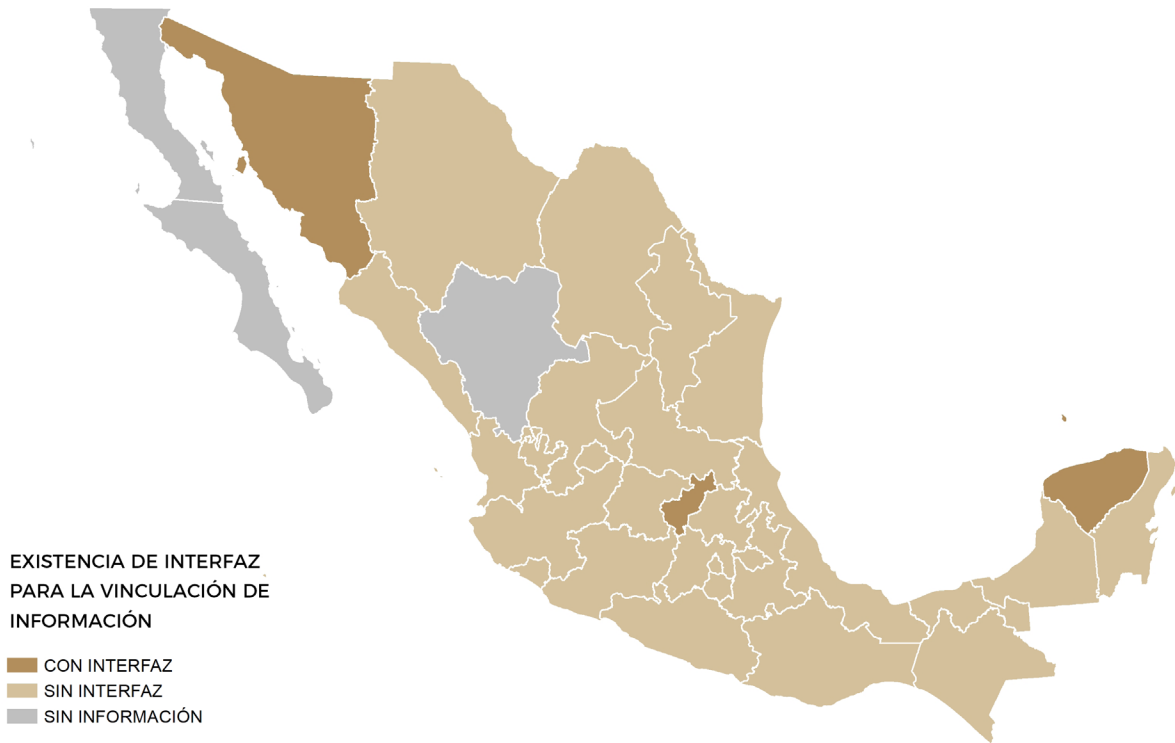 EXISTENCIA DE INTERFAZ
PARA LA VINCULACIÓN DE
INFORMACIÓN
CON INTERFAZ
SIN INTERFAZ
SIN INFORMACIÓN